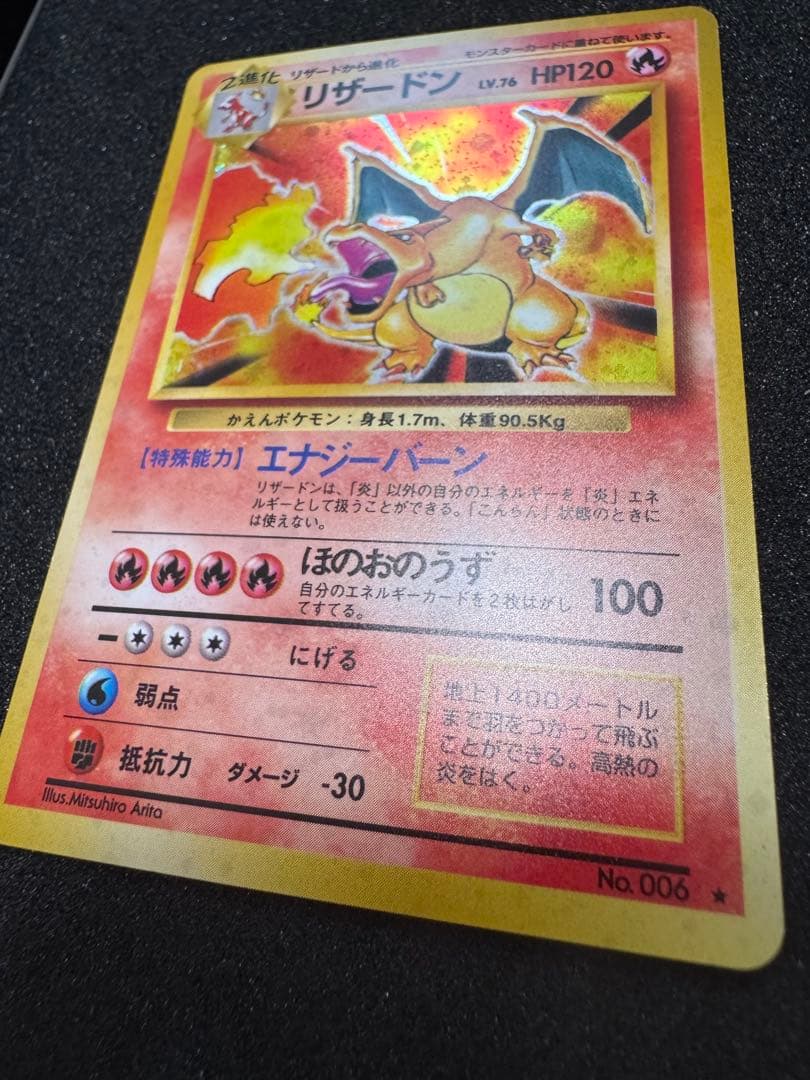 2進化 リザードから進化 モンスターカードに重ねて使います。
リザードン LV.76 HP120
かえんポケモン：身長1.7m、体重90.5Kg
【特殊能力】エナジーバーン
リザードンは、「炎」以外の自分のエネルギーを「炎」エネ
ルギーとして扱うことができる。「こんらん」状態のときに
は使えない。
ほのおのうず 100
自分のエネルギーカードを2枚はがし
てすてる。
にげる
弱点
抵抗力 ダメージ -30
地上1400メートル
まで羽をつかって飛ぶ
ことができる。高熱の
炎をはく。
Illus.Mitsuhiro Arita
No.006 ★